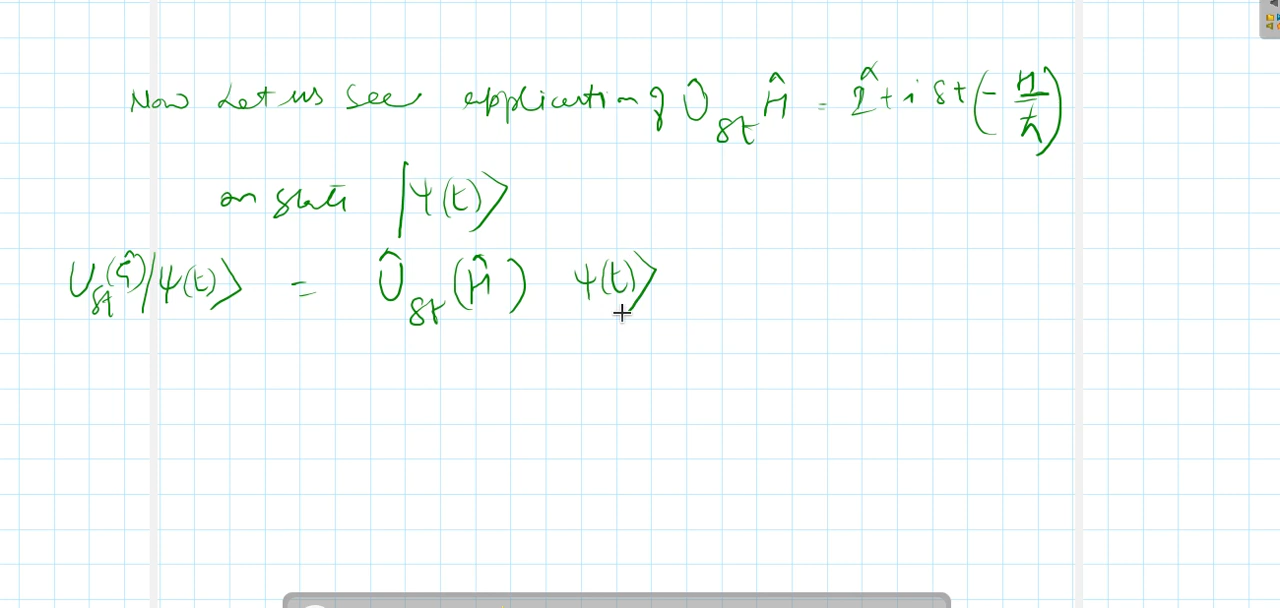 Now Let us see application of Û_δt Ĥ = Î + i δt (- H/ħ)
on state |Ψ(t)⟩
U_δt(Ĝ)|Ψ(t)⟩ = Û_δt(Ĥ) Ψ(t)⟩